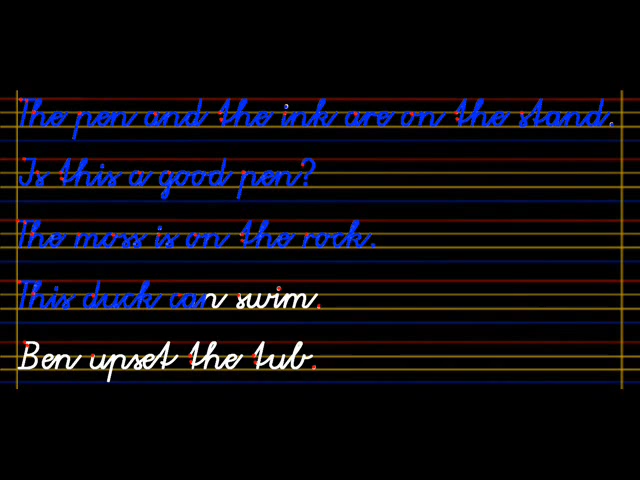 The pen and the ink are on the stand.
Is this a good pen?
The moss is on the rock.
This duck can swim.
Ben upset the tub.